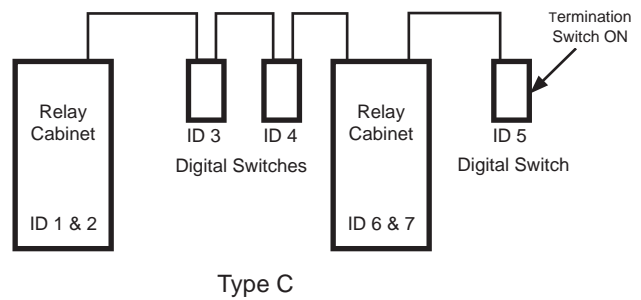 Termination
Switch ON
Relay
Cabinet
ID 1 & 2
ID 3
ID 4
Digital Switches
Relay
Cabinet
ID 6 & 7
ID 5
Digital Switch
Type C